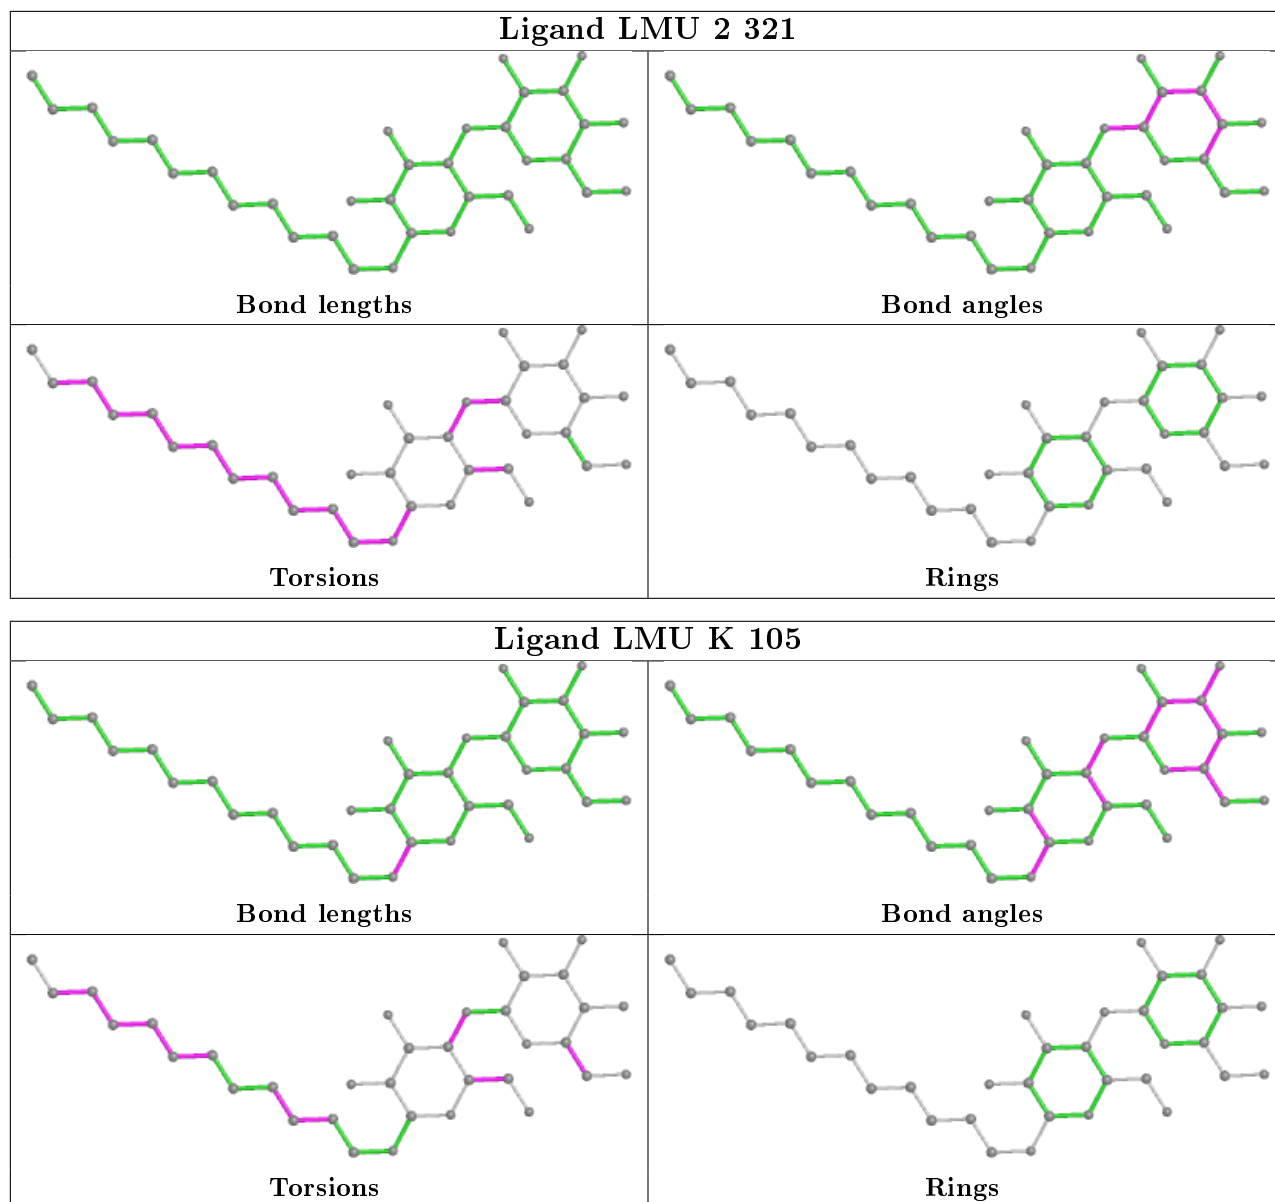 Ligand LMU 2 321
Bond lengths
Bond angles
Torsions
Rings
Ligand LMU K 105
Bond lengths
Bond angles
Torsions
Rings